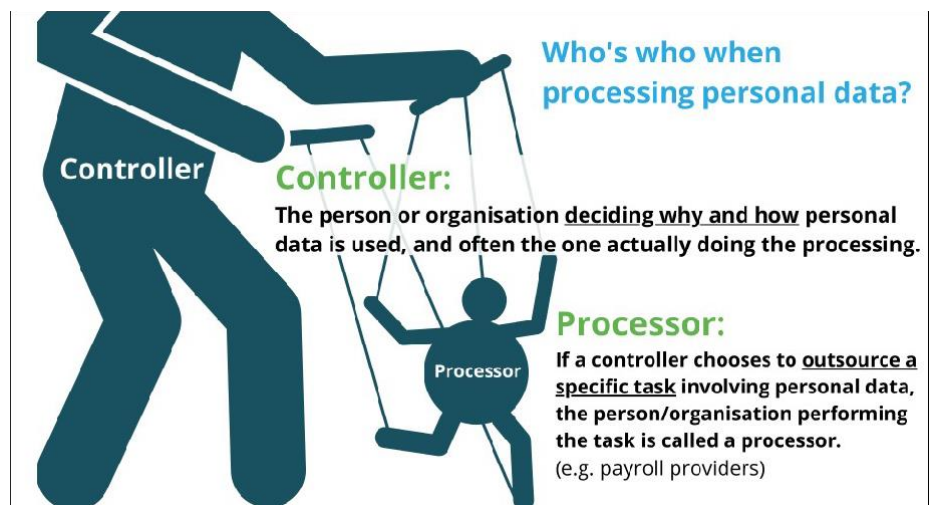 Who's who when
processing personal data?
Controller
Controller:
The person or organisation deciding why and how personal
data is used, and often the one actually doing the processing.
Processor:
If a controller chooses to outsource a
specific task involving personal data,
the person/organisation performing
the task is called a processor.
(e.g. payroll providers)
Processor